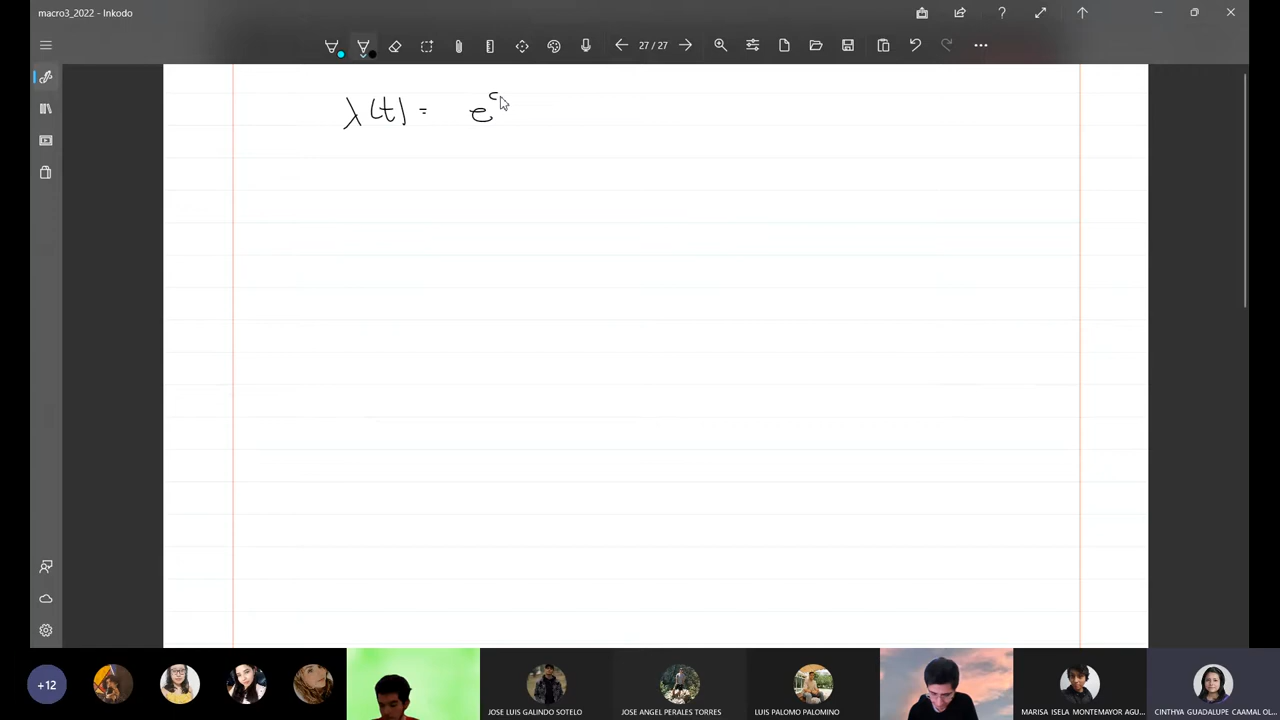 macro3_2022 - Inkodo
27 / 27
λ(t) = e^c
+12
JOSE LUIS GALINDO SOTELO
JOSE ANGEL PERALES TORRES
LUIS PALOMO PALOMINO
MARISA ISELA MONTEMAYOR AGU...
CINTHYA GUADALUPE CAAMAL OL...